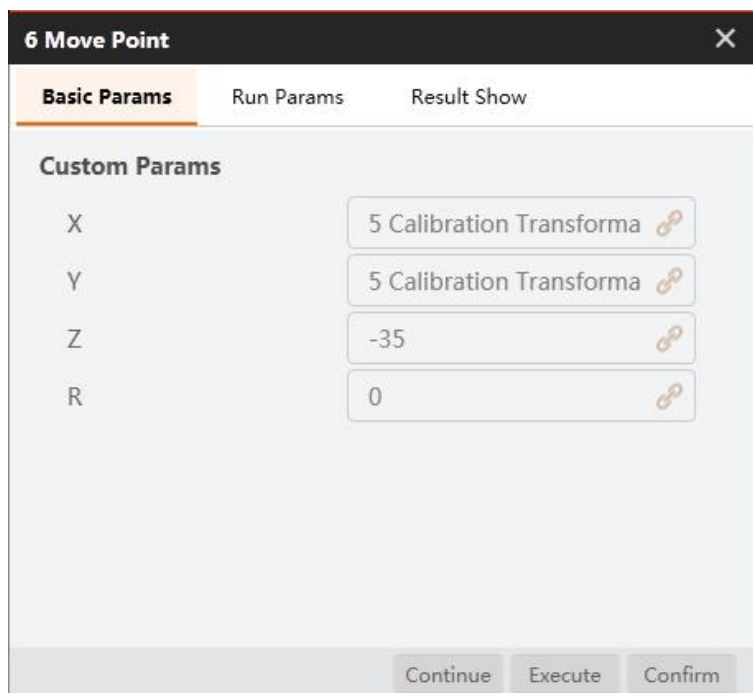 6 Move Point
Basic Params Run Params Result Show
Custom Params
X 5 Calibration Transforma
Y 5 Calibration Transforma
Z -35
R 0
Continue Execute Confirm